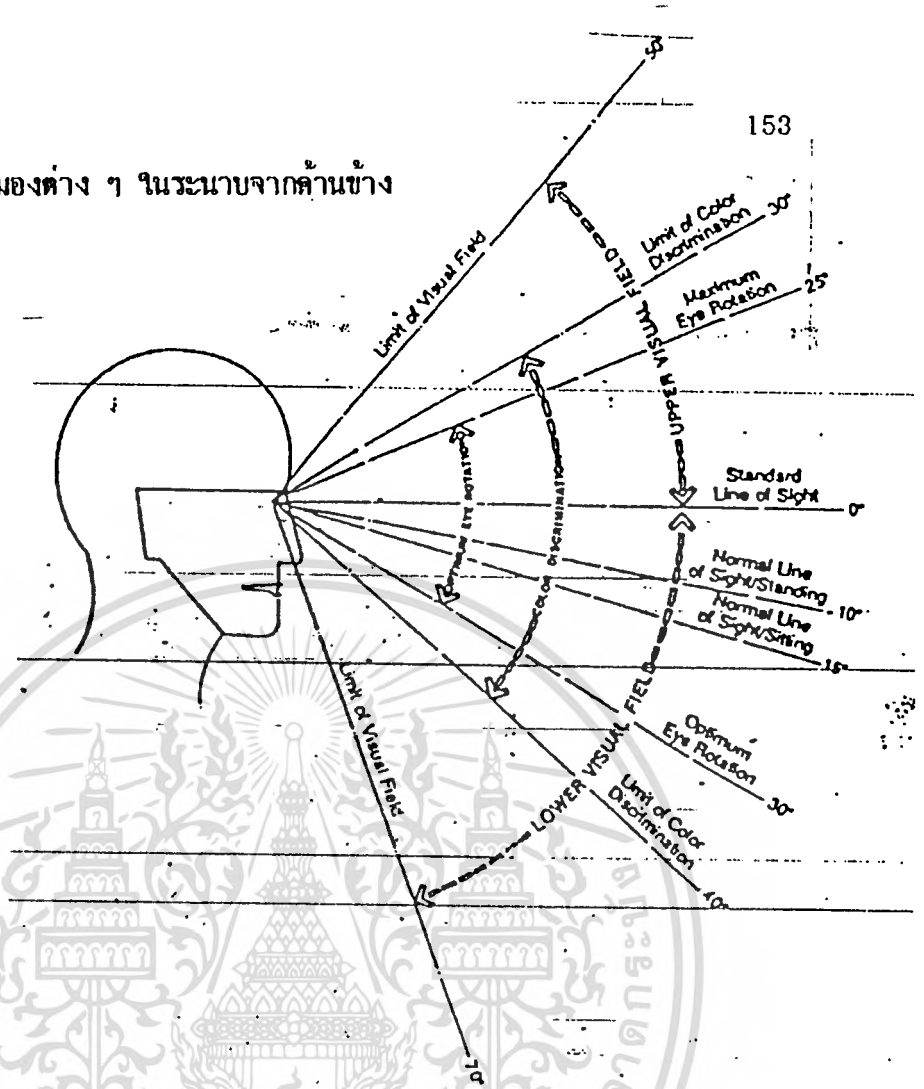 153
มองต่าง ๆ ในระนาบจากด้านข้าง
50°
Limit of Visual Field
Limit of Color
Discrimination
30°
Maximum
Eye Rotation
25°
UPPER VISUAL FIELD
OPTIMUM EYE ROTATION
COLOR DISCRIMINATION
Standard
Line of Sight
0°
Normal Line
of Sight/Standing
10°
Normal Line
of Sight/Sitting
15°
Optimum
Eye Rotation
30°
Limit of Color
Discrimination
40°
LOWER VISUAL FIELD
Limit of Visual Field
70°